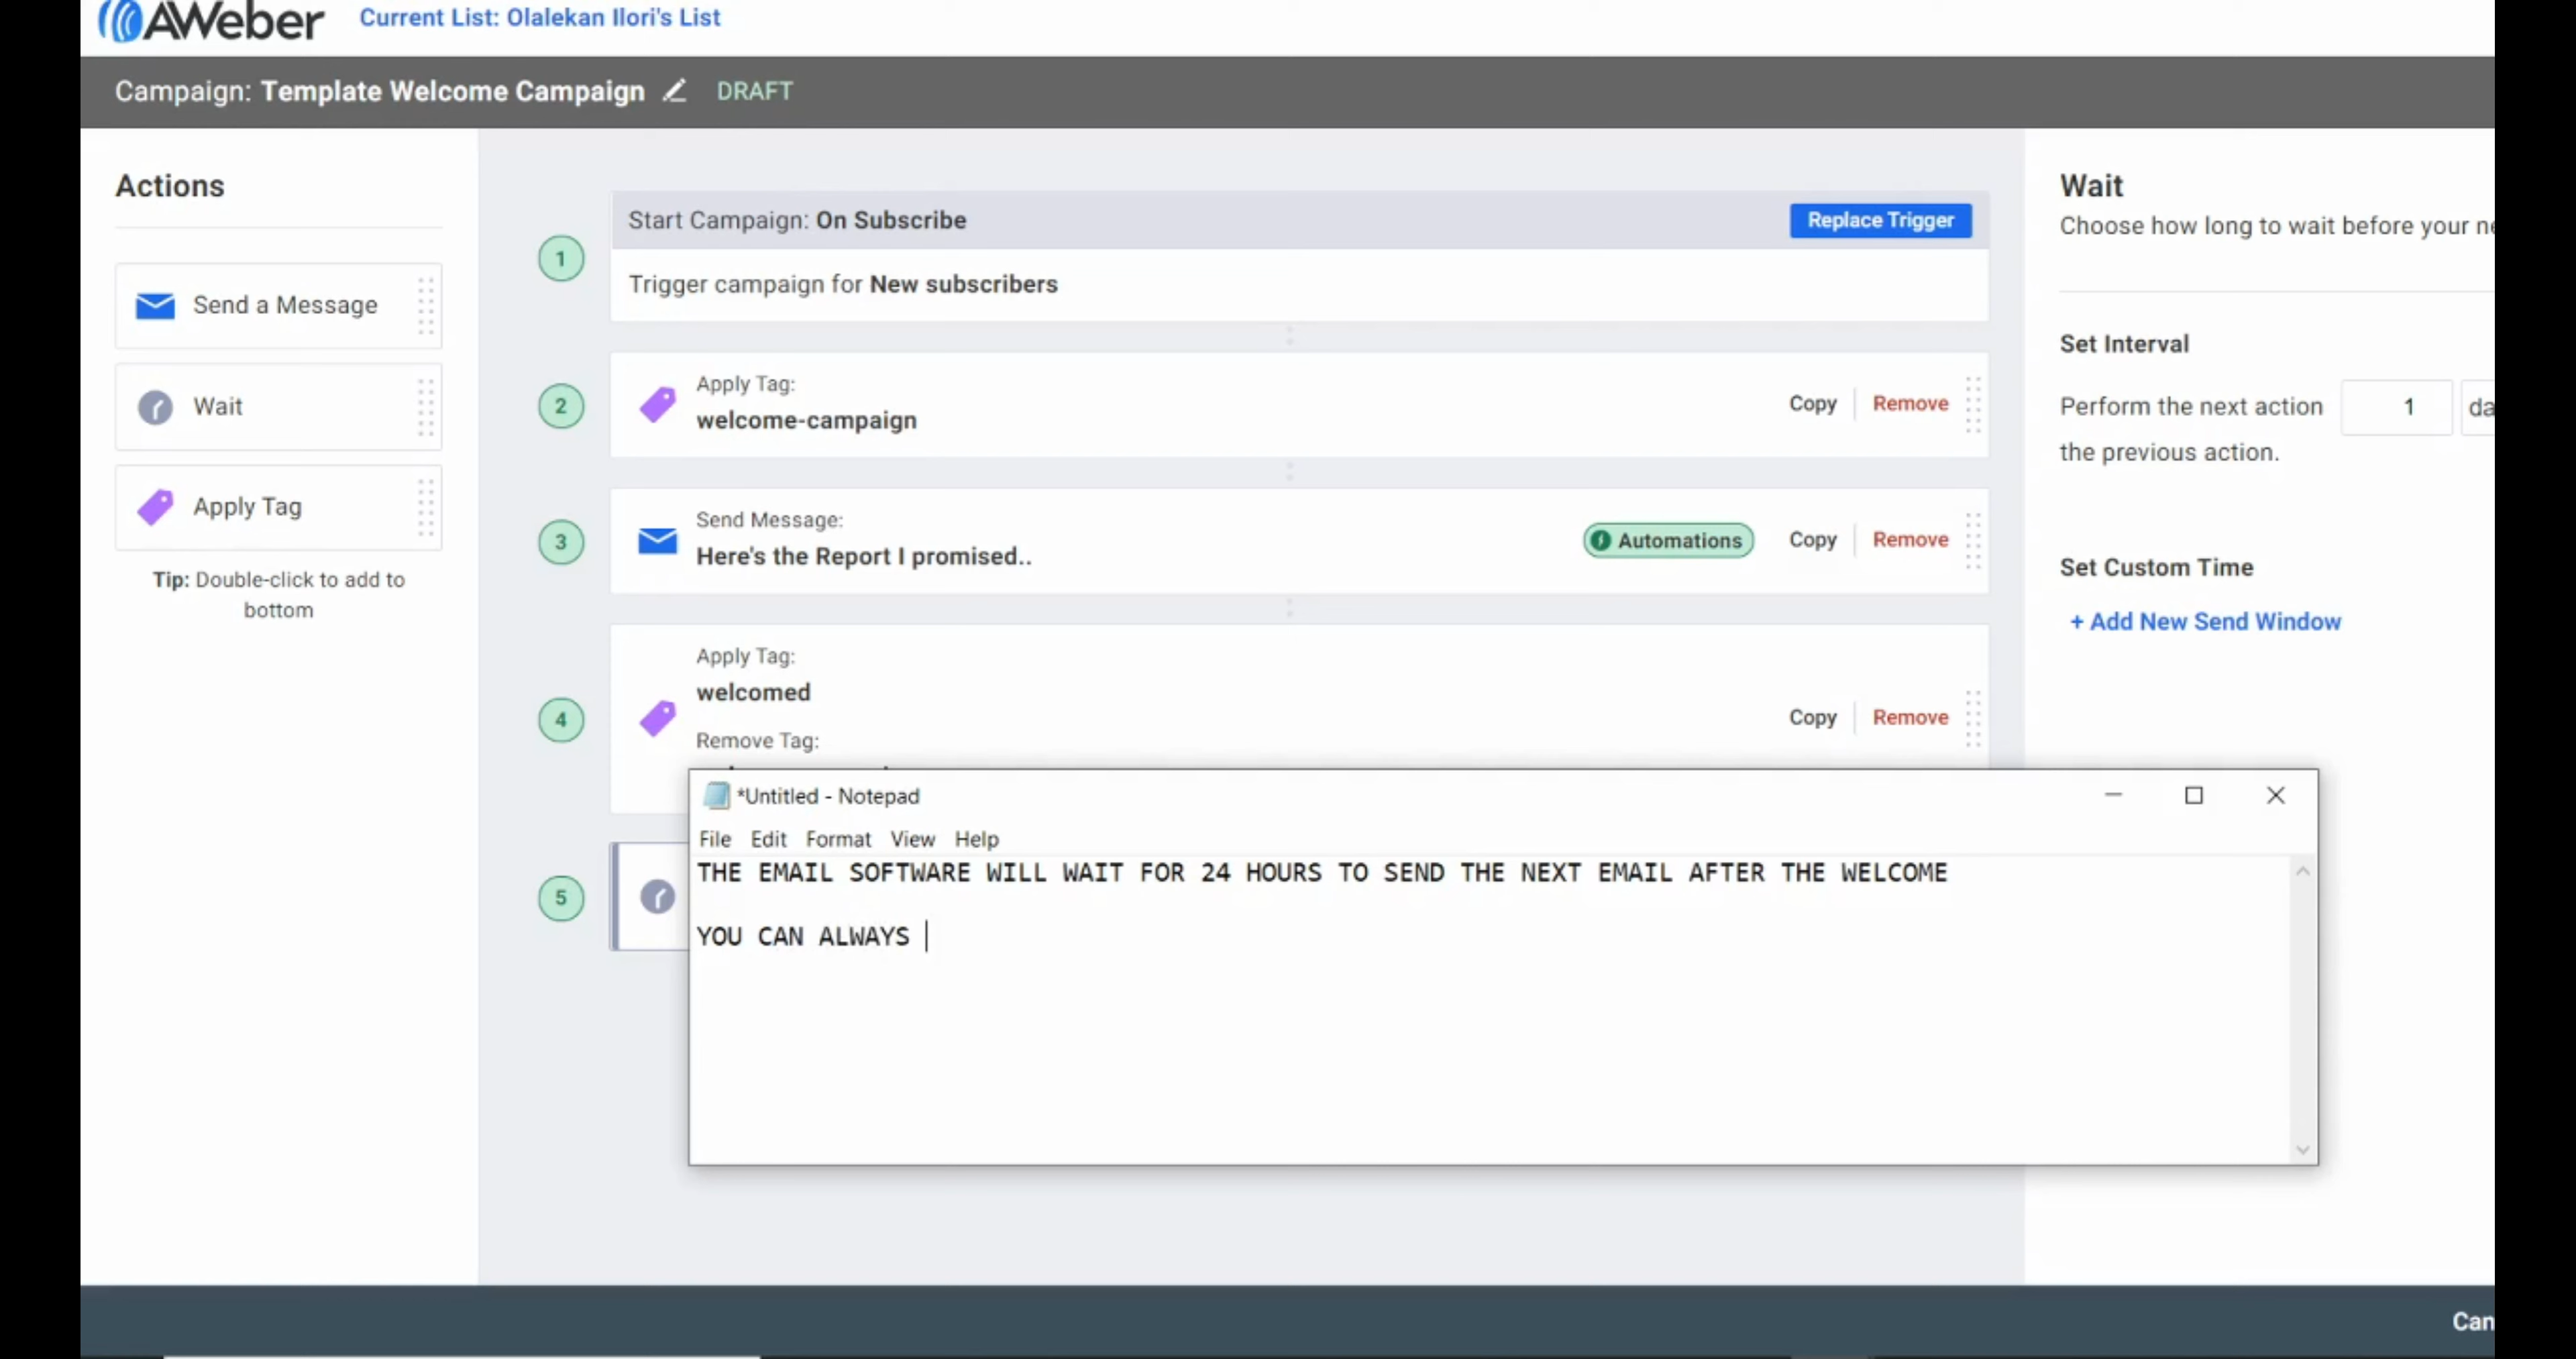 AWeber
Current List: Olalekan Ilori's List
Campaign: Template Welcome Campaign
DRAFT
Actions
Send a Message
Wait
Apply Tag
Tip: Double-click to add to
bottom
1
Start Campaign: On Subscribe
Replace Trigger
Trigger campaign for New subscribers
2
Apply Tag:
welcome-campaign
Copy
Remove
3
Send Message:
Here's the Report I promised..
Automations
Copy
Remove
4
Apply Tag:
welcomed
Remove Tag:
Copy
Remove
5
Wait
Choose how long to wait before your
Set Interval
Perform the next action 1
the previous action.
Set Custom Time
+ Add New Send Window
*Untitled - Notepad
File Edit Format View Help
THE EMAIL SOFTWARE WILL WAIT FOR 24 HOURS TO SEND THE NEXT EMAIL AFTER THE WELCOME
YOU CAN ALWAYS